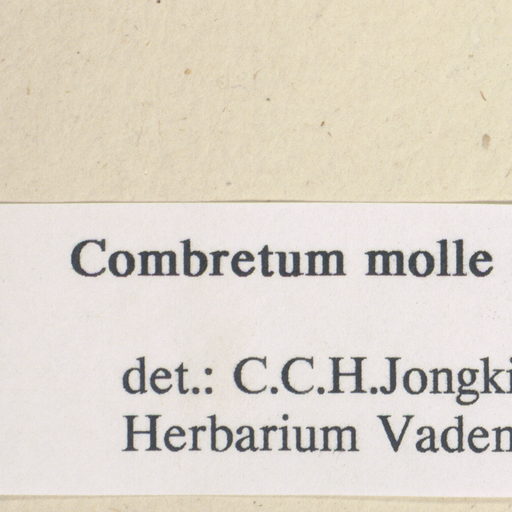 Combretum molle
det.: C.C.H.Jongki
Herbarium Vaden